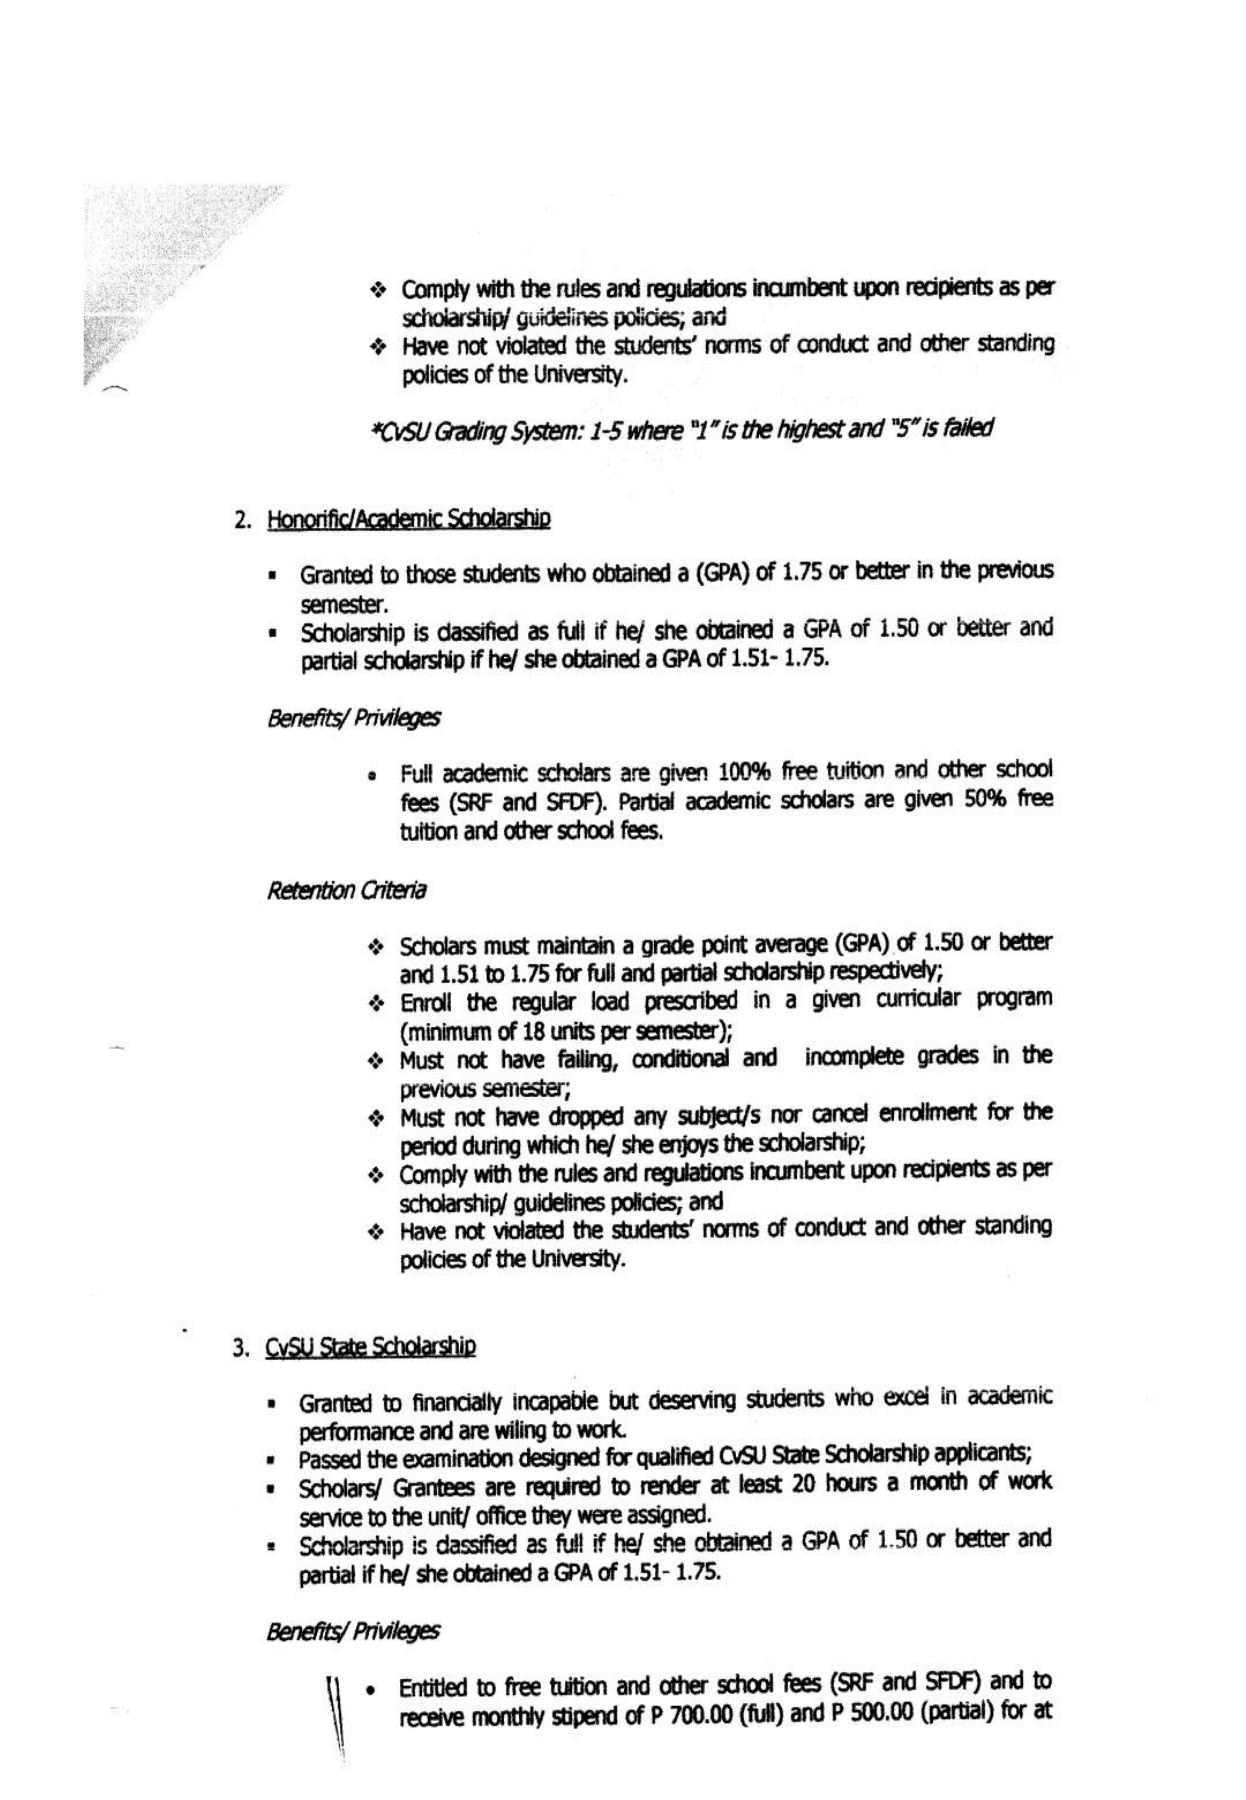 ❖ Comply with the rules and regulations incumbent upon recipients as per
scholarship/ guidelines policies; and
❖ Have not violated the students' norms of conduct and other standing
policies of the University.
*CvSU Grading System: 1-5 where "1" is the highest and "5" is failed
2. Honorific/Academic Scholarship
▪ Granted to those students who obtained a (GPA) of 1.75 or better in the previous
semester.
▪ Scholarship is classified as full if he/ she obtained a GPA of 1.50 or better and
partial scholarship if he/ she obtained a GPA of 1.51- 1.75.
Benefits/ Privileges
• Full academic scholars are given 100% free tuition and other school
fees (SRF and SFDF). Partial academic scholars are given 50% free
tuition and other school fees.
Retention Criteria
❖ Scholars must maintain a grade point average (GPA) of 1.50 or better
and 1.51 to 1.75 for full and partial scholarship respectively;
❖ Enroll the regular load prescribed in a given curricular program
(minimum of 18 units per semester);
❖ Must not have failing, conditional and incomplete grades in the
previous semester;
❖ Must not have dropped any subject/s nor cancel enrollment for the
period during which he/ she enjoys the scholarship;
❖ Comply with the rules and regulations incumbent upon recipients as per
scholarship/ guidelines policies; and
❖ Have not violated the students' norms of conduct and other standing
policies of the University.
3. CvSU State Scholarship
▪ Granted to financially incapable but deserving students who excel in academic
performance and are wiling to work.
▪ Passed the examination designed for qualified CvSU State Scholarship applicants;
▪ Scholars/ Grantees are required to render at least 20 hours a month of work
service to the unit/ office they were assigned.
▪ Scholarship is classified as full if he/ she obtained a GPA of 1.50 or better and
partial if he/ she obtained a GPA of 1.51- 1.75.
Benefits/ Privileges
• Entitled to free tuition and other school fees (SRF and SFDF) and to
receive monthly stipend of P 700.00 (full) and P 500.00 (partial) for at